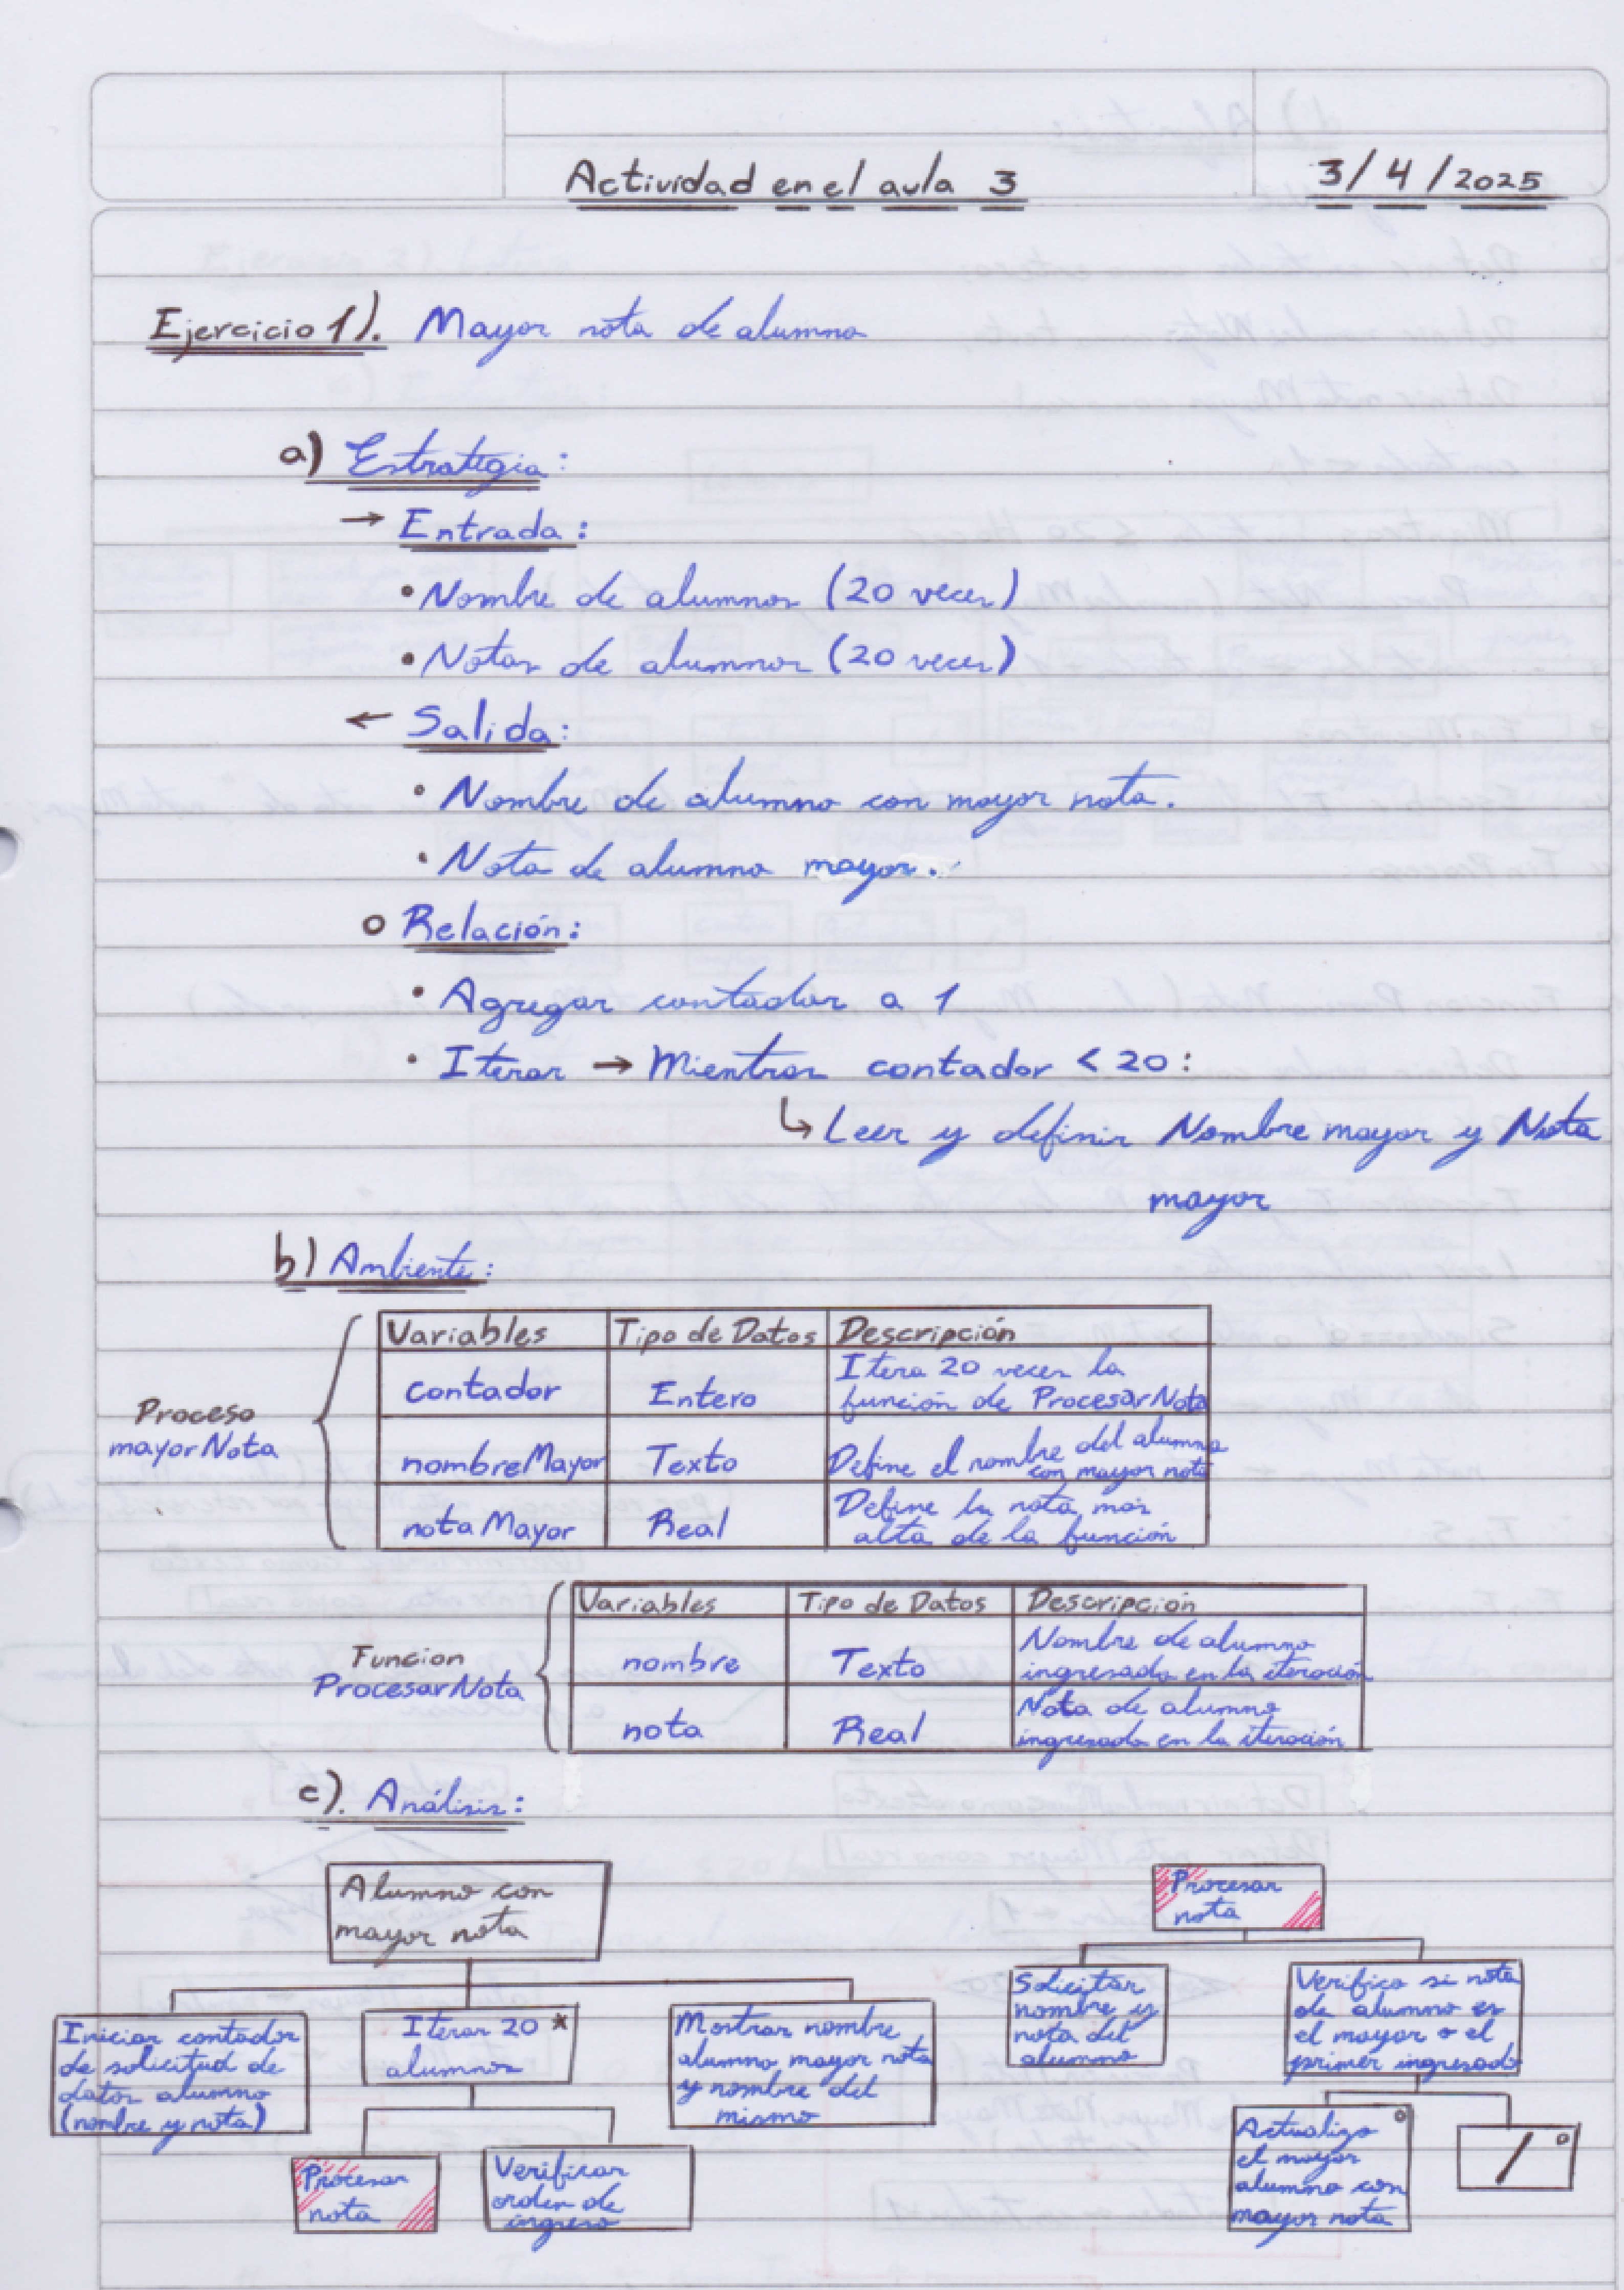 Actividad en el aula 3
3/4/2025
Ejercicio 1). Mayor nota de alumno
a) Estrategia:
→ Entrada:
• Nombre de alumnos (20 veces)
• Notas de alumnos (20 veces)
← Salida:
• Nombre de alumno con mayor nota.
• Nota de alumno mayor.
o Relación:
• Agregar contador a 1
• Iterar → Mientras contador < 20:
↳ Leer y definir Nombre mayor y Nota
mayor
b) Ambiente:
Proceso
mayorNota
Variables | Tipo de Datos | Descripción
contador | Entero | Itera 20 veces la
función de ProcesarNota
nombreMayor | Texto | Define el nombre del alumno
con mayor nota
notaMayor | Real | Define la nota más
alta de la función
Funcion
ProcesarNota
Variables | Tipo de Datos | Descripción
nombre | Texto | Nombre de alumno
ingresado en la iteración
nota | Real | Nota de alumno
ingresada en la iteración
c). Análisis:
Alumno con
mayor nota
Iniciar contador
de solicitud de
datos alumno
(nombre y nota)
Iterar 20 *
alumnos
Mostrar nombre
alumno mayor nota
y nombre del
mismo
Procesar
nota
Verificar
orden de
ingreso
Procesar
nota
Solicitar
nombre y
nota del
alumno
Verifico si nota
de alumno es
el mayor o el
primer ingresado
Actualizo °
el mayor
alumno con
mayor nota
/ °